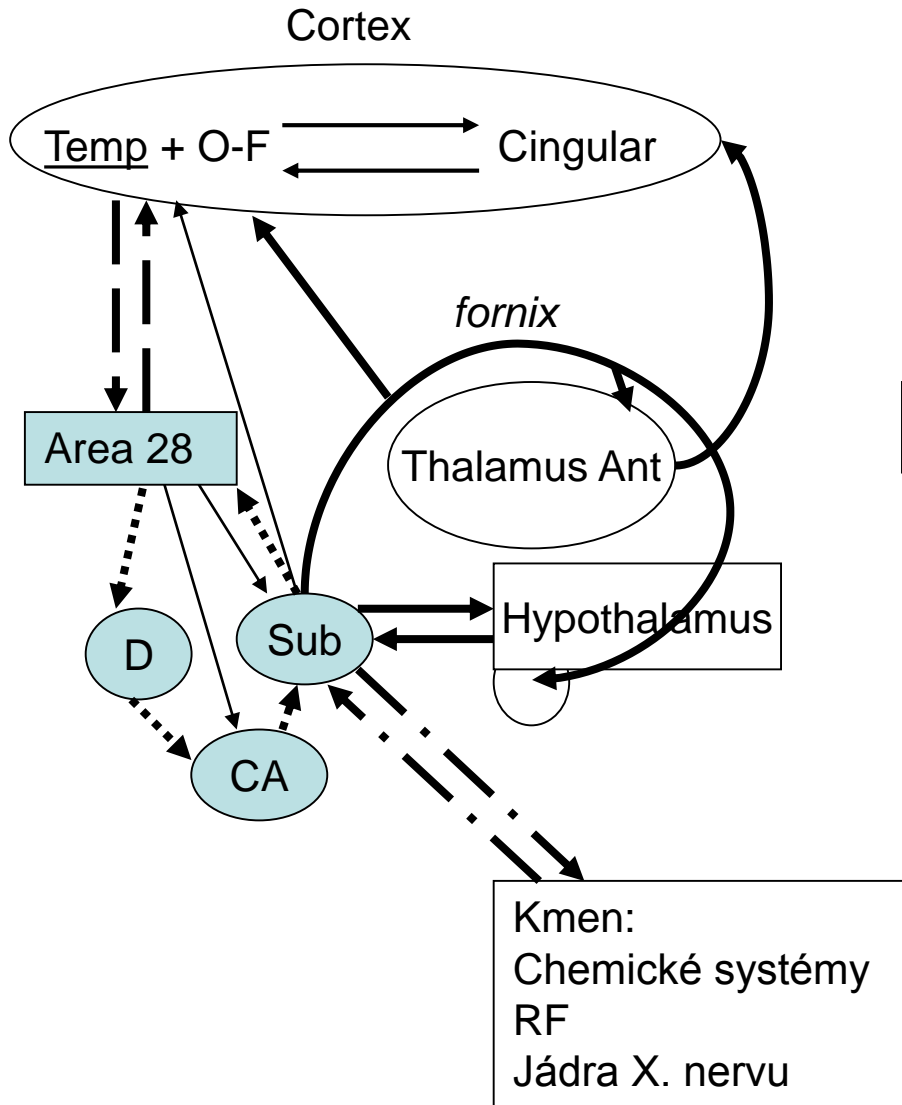 Cortex
Temp + O-F
Cingular
fornix
Area 28
Thalamus Ant
Hypothalamus
Sub
D
CA
Kmen:
Chemické systémy
RF
Jádra X. nervu